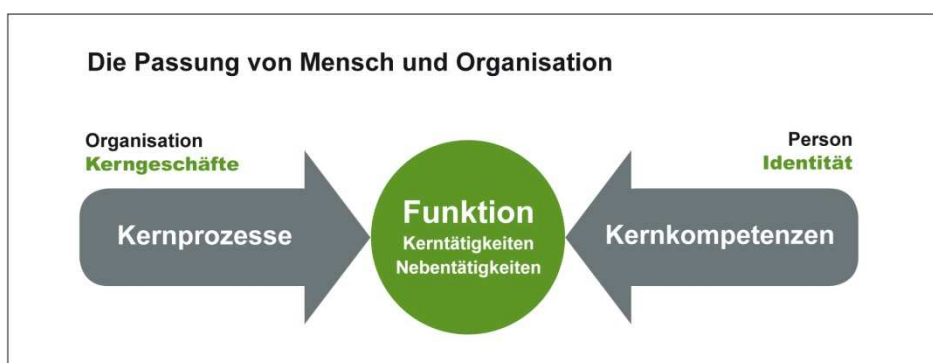 Die Passung von Mensch und Organisation
Organisation
Kerngeschäfte
Kernprozesse
Funktion
Kerntätigkeiten
Nebentätigkeiten
Person
Identität
Kernkompetenzen